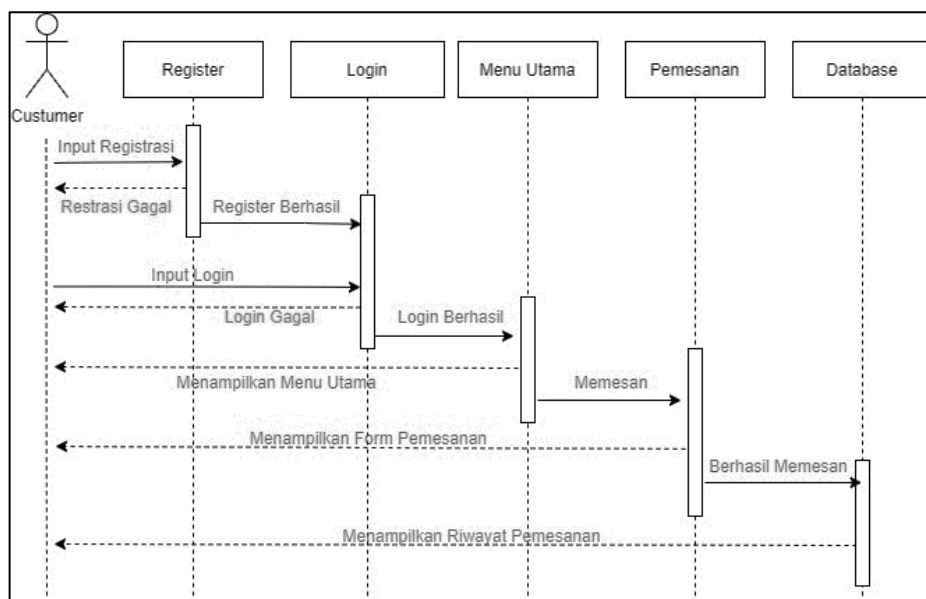 Register
Login
Menu Utama
Pemesanan
Database
Custumer
Input Registrasi
Restrasi Gagal
Register Berhasil
Input Login
Login Gagal
Login Berhasil
Menampilkan Menu Utama
Memesan
Menampilkan Form Pemesanan
Berhasil Memesan
Menampilkan Riwayat Pemesanan